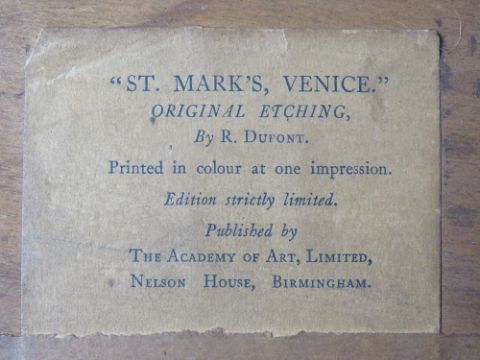 “ST. MARK'S, VENICE.”
ORIGINAL ETCHING,
By R. DUPONT.
Printed in colour at one impression.
Edition strictly limited.
Published by
THE ACADEMY OF ART, LIMITED,
NELSON HOUSE, BIRMINGHAM.